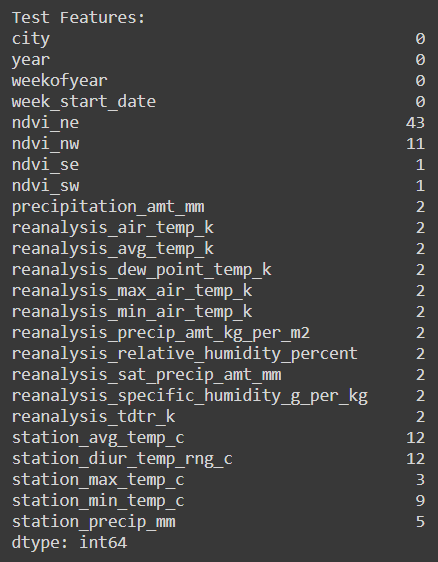 Test Features:
city 0
year 0
weekofyear 0
week_start_date 0
ndvi_ne 43
ndvi_nw 11
ndvi_se 1
ndvi_sw 1
precipitation_amt_mm 2
reanalysis_air_temp_k 2
reanalysis_avg_temp_k 2
reanalysis_dew_point_temp_k 2
reanalysis_max_air_temp_k 2
reanalysis_min_air_temp_k 2
reanalysis_precip_amt_kg_per_m2 2
reanalysis_relative_humidity_percent 2
reanalysis_sat_precip_amt_mm 2
reanalysis_specific_humidity_g_per_kg 2
reanalysis_tdtr_k 2
station_avg_temp_c 12
station_diur_temp_rng_c 12
station_max_temp_c 3
station_min_temp_c 9
station_precip_mm 5
dtype: int64